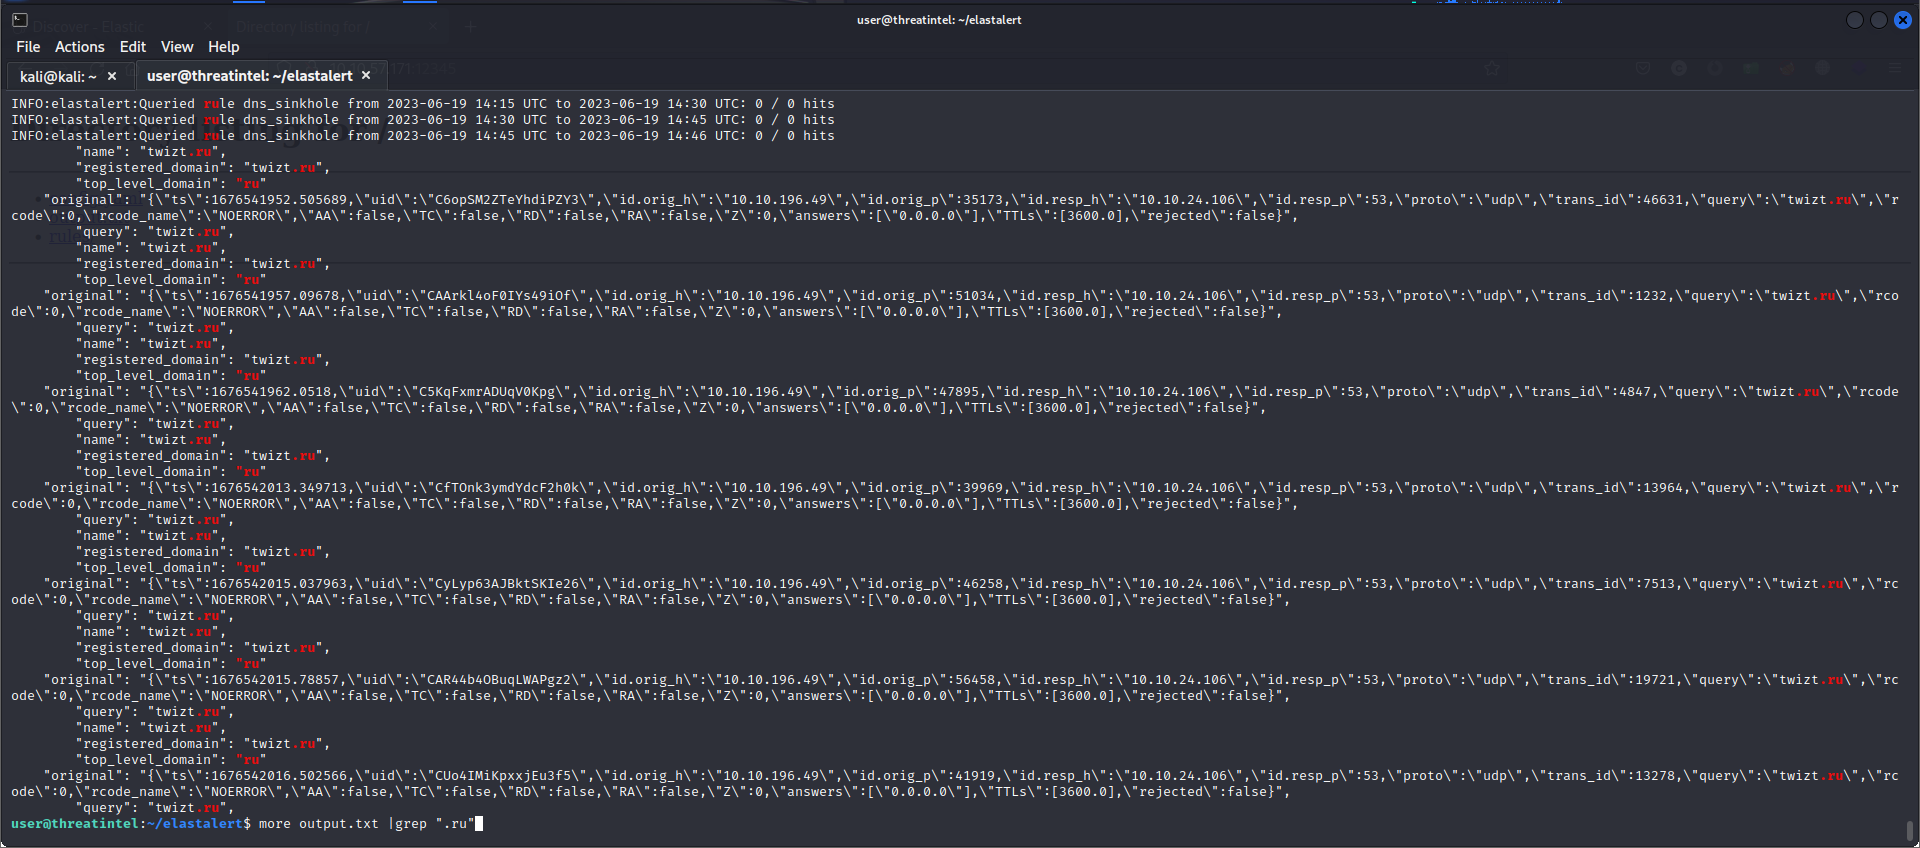 user@threatintel: ~/elastalert
Discover - Elastic
Directory listing for /
File Actions Edit View Help
kali@kali: ~ ×
user@threatintel: ~/elastalert ×
INFO:elastalert:Queried rule dns_sinkhole from 2023-06-19 14:15 UTC to 2023-06-19 14:30 UTC: 0 / 0 hits
INFO:elastalert:Queried rule dns_sinkhole from 2023-06-19 14:30 UTC to 2023-06-19 14:45 UTC: 0 / 0 hits
INFO:elastalert:Queried rule dns_sinkhole from 2023-06-19 14:45 UTC to 2023-06-19 14:46 UTC: 0 / 0 hits
"name": "twizt.ru",
"registered_domain": "twizt.ru",
"top_level_domain": "ru"
"original": "{\"ts\":1676541952.505689,\"uid\":\"C6opSM2ZTeYhdiPZY3\",\"id.orig_h\":\"10.10.196.49\",\"id.orig_p\":35173,\"id.resp_h\":\"10.10.24.106\",\"id.resp_p\":53,\"proto\":\"udp\",\"trans_id\":46631,\"query\":\"twizt.ru\",\"r
code\":0,\"rcode_name\":\"NOERROR\",\"AA\":false,\"TC\":false,\"RD\":false,\"RA\":false,\"Z\":0,\"answers\":[\"0.0.0.0\"],\"TTLs\":[3600.0],\"rejected\":false}",
"query": "twizt.ru",
"name": "twizt.ru",
"registered_domain": "twizt.ru",
"top_level_domain": "ru"
"original": "{\"ts\":1676541957.09678,\"uid\":\"CAArkl4oF0IYs49iOf\",\"id.orig_h\":\"10.10.196.49\",\"id.orig_p\":51034,\"id.resp_h\":\"10.10.24.106\",\"id.resp_p\":53,\"proto\":\"udp\",\"trans_id\":1232,\"query\":\"twizt.ru\",\"rco
de\":0,\"rcode_name\":\"NOERROR\",\"AA\":false,\"TC\":false,\"RD\":false,\"RA\":false,\"Z\":0,\"answers\":[\"0.0.0.0\"],\"TTLs\":[3600.0],\"rejected\":false}",
"query": "twizt.ru",
"name": "twizt.ru",
"registered_domain": "twizt.ru",
"top_level_domain": "ru"
"original": "{\"ts\":1676541962.0518,\"uid\":\"C5KqFxmrADUqV0Kpg\",\"id.orig_h\":\"10.10.196.49\",\"id.orig_p\":47895,\"id.resp_h\":\"10.10.24.106\",\"id.resp_p\":53,\"proto\":\"udp\",\"trans_id\":4847,\"query\":\"twizt.ru\",\"rcode
\":0,\"rcode_name\":\"NOERROR\",\"AA\":false,\"TC\":false,\"RD\":false,\"RA\":false,\"Z\":0,\"answers\":[\"0.0.0.0\"],\"TTLs\":[3600.0],\"rejected\":false}",
"query": "twizt.ru",
"name": "twizt.ru",
"registered_domain": "twizt.ru",
"top_level_domain": "ru"
"original": "{\"ts\":1676542013.349713,\"uid\":\"CfTOnk3ymdYdcF2h0k\",\"id.orig_h\":\"10.10.196.49\",\"id.orig_p\":39969,\"id.resp_h\":\"10.10.24.106\",\"id.resp_p\":53,\"proto\":\"udp\",\"trans_id\":13964,\"query\":\"twizt.ru\",\"r
code\":0,\"rcode_name\":\"NOERROR\",\"AA\":false,\"TC\":false,\"RD\":false,\"RA\":false,\"Z\":0,\"answers\":[\"0.0.0.0\"],\"TTLs\":[3600.0],\"rejected\":false}",
"query": "twizt.ru",
"name": "twizt.ru",
"registered_domain": "twizt.ru",
"top_level_domain": "ru"
"original": "{\"ts\":1676542015.037963,\"uid\":\"CyLyp63AJBktSKIe26\",\"id.orig_h\":\"10.10.196.49\",\"id.orig_p\":46258,\"id.resp_h\":\"10.10.24.106\",\"id.resp_p\":53,\"proto\":\"udp\",\"trans_id\":7513,\"query\":\"twizt.ru\",\"rc
ode\":0,\"rcode_name\":\"NOERROR\",\"AA\":false,\"TC\":false,\"RD\":false,\"RA\":false,\"Z\":0,\"answers\":[\"0.0.0.0\"],\"TTLs\":[3600.0],\"rejected\":false}",
"query": "twizt.ru",
"name": "twizt.ru",
"registered_domain": "twizt.ru",
"top_level_domain": "ru"
"original": "{\"ts\":1676542015.78857,\"uid\":\"CAR44b4OBuqLWAPgz2\",\"id.orig_h\":\"10.10.196.49\",\"id.orig_p\":56458,\"id.resp_h\":\"10.10.24.106\",\"id.resp_p\":53,\"proto\":\"udp\",\"trans_id\":19721,\"query\":\"twizt.ru\",\"rc
ode\":0,\"rcode_name\":\"NOERROR\",\"AA\":false,\"TC\":false,\"RD\":false,\"RA\":false,\"Z\":0,\"answers\":[\"0.0.0.0\"],\"TTLs\":[3600.0],\"rejected\":false}",
"query": "twizt.ru",
"name": "twizt.ru",
"registered_domain": "twizt.ru",
"top_level_domain": "ru"
"original": "{\"ts\":1676542016.502566,\"uid\":\"CUo4IMiKpxxjEu3f5\",\"id.orig_h\":\"10.10.196.49\",\"id.orig_p\":41919,\"id.resp_h\":\"10.10.24.106\",\"id.resp_p\":53,\"proto\":\"udp\",\"trans_id\":13278,\"query\":\"twizt.ru\",\"rc
ode\":0,\"rcode_name\":\"NOERROR\",\"AA\":false,\"TC\":false,\"RD\":false,\"RA\":false,\"Z\":0,\"answers\":[\"0.0.0.0\"],\"TTLs\":[3600.0],\"rejected\":false}",
"query": "twizt.ru",
user@threatintel:~/elastalert$ more output.txt |grep ".ru"